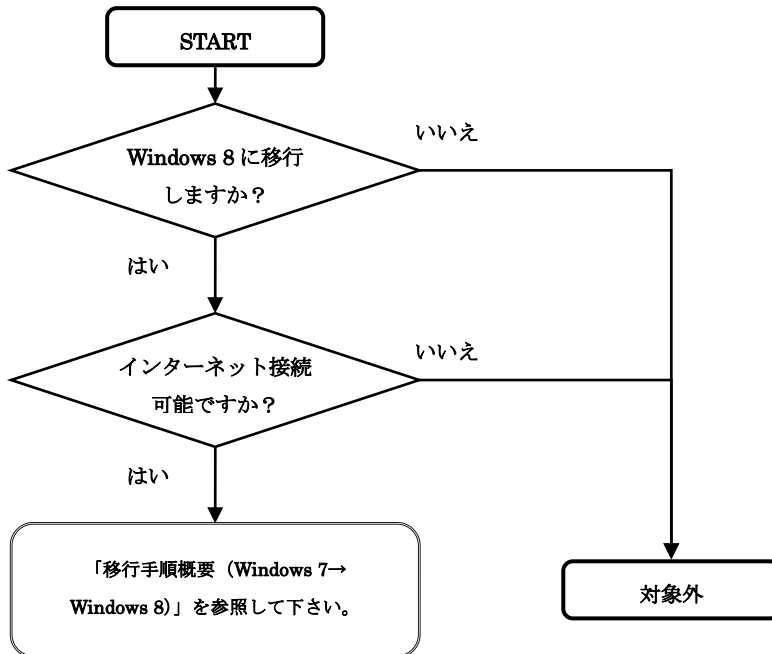 START
いいえ
Windows 8 に移行
しますか？
はい
いいえ
インターネット接続
可能ですか？
はい
「移行手順概要（Windows 7→
Windows 8)」を参照して下さい。
対象外